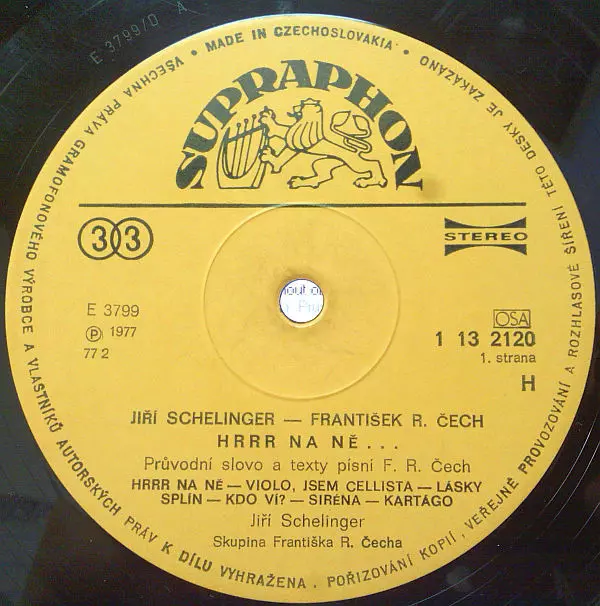 E 3799/D A
• MADE IN CZECHOSLOVAKIA •
VŠECHNA PRÁVA GRAMOFONOVÉHO VÝROBCE A VLASTNÍKŮ AUTORSKÝCH PRÁV K DÍLU VYHRAŽENA. POŘIZOVÁNÍ KOPIÍ, VEŘEJNÉ PROVOZOVÁNÍ A ROZHLASOVÉ ŠÍŘENÍ TÉTO DESKY JE ZAKÁZÁNO
SUPRAPHON
33
STEREO
E 3799
Ⓟ 1977
77 2
OSA
1 13 2120
1. strana
H
JIŘÍ SCHELINGER — FRANTIŠEK R. ČECH
HRRR NA NĚ...
Průvodní slovo a texty písní F. R. Čech
HRRR NA NĚ — VIOLO, JSEM CELLISTA — LÁSKY
SPLÍN — KDO VÍ? — SIRÉNA — KARTÁGO
Jiří Schelinger
Skupina Františka R. Čecha